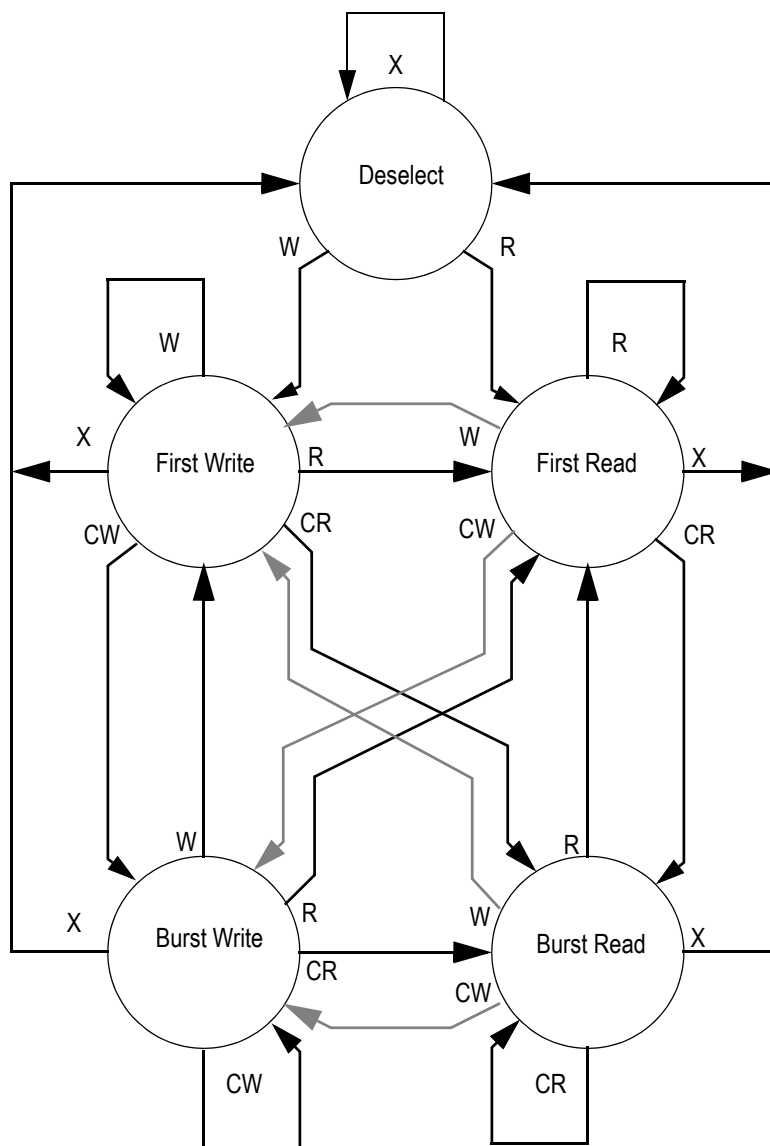 X
Deselect
W
R
W
R
X
W
First Write
R
First Read
X
CW
CR
CW
CR
W
R
X
R
W
Burst Write
Burst Read
X
CR
CW
CW
CR